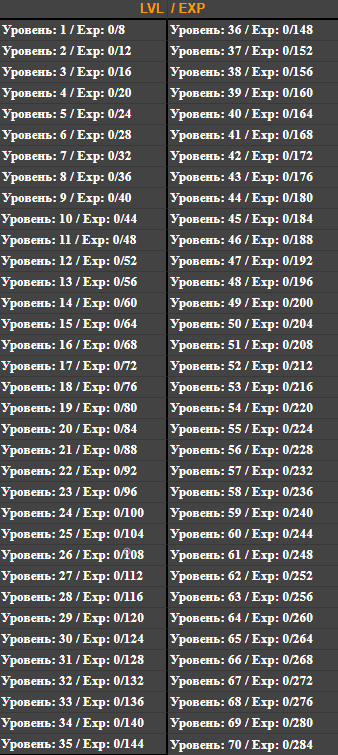 LVL / EXP
Уровень: 1 / Exp: 0/8
Уровень: 2 / Exp: 0/12
Уровень: 3 / Exp: 0/16
Уровень: 4 / Exp: 0/20
Уровень: 5 / Exp: 0/24
Уровень: 6 / Exp: 0/28
Уровень: 7 / Exp: 0/32
Уровень: 8 / Exp: 0/36
Уровень: 9 / Exp: 0/40
Уровень: 10 / Exp: 0/44
Уровень: 11 / Exp: 0/48
Уровень: 12 / Exp: 0/52
Уровень: 13 / Exp: 0/56
Уровень: 14 / Exp: 0/60
Уровень: 15 / Exp: 0/64
Уровень: 16 / Exp: 0/68
Уровень: 17 / Exp: 0/72
Уровень: 18 / Exp: 0/76
Уровень: 19 / Exp: 0/80
Уровень: 20 / Exp: 0/84
Уровень: 21 / Exp: 0/88
Уровень: 22 / Exp: 0/92
Уровень: 23 / Exp: 0/96
Уровень: 24 / Exp: 0/100
Уровень: 25 / Exp: 0/104
Уровень: 26 / Exp: 0/108
Уровень: 27 / Exp: 0/112
Уровень: 28 / Exp: 0/116
Уровень: 29 / Exp: 0/120
Уровень: 30 / Exp: 0/124
Уровень: 31 / Exp: 0/128
Уровень: 32 / Exp: 0/132
Уровень: 33 / Exp: 0/136
Уровень: 34 / Exp: 0/140
Уровень: 35 / Exp: 0/144
Уровень: 36 / Exp: 0/148
Уровень: 37 / Exp: 0/152
Уровень: 38 / Exp: 0/156
Уровень: 39 / Exp: 0/160
Уровень: 40 / Exp: 0/164
Уровень: 41 / Exp: 0/168
Уровень: 42 / Exp: 0/172
Уровень: 43 / Exp: 0/176
Уровень: 44 / Exp: 0/180
Уровень: 45 / Exp: 0/184
Уровень: 46 / Exp: 0/188
Уровень: 47 / Exp: 0/192
Уровень: 48 / Exp: 0/196
Уровень: 49 / Exp: 0/200
Уровень: 50 / Exp: 0/204
Уровень: 51 / Exp: 0/208
Уровень: 52 / Exp: 0/212
Уровень: 53 / Exp: 0/216
Уровень: 54 / Exp: 0/220
Уровень: 55 / Exp: 0/224
Уровень: 56 / Exp: 0/228
Уровень: 57 / Exp: 0/232
Уровень: 58 / Exp: 0/236
Уровень: 59 / Exp: 0/240
Уровень: 60 / Exp: 0/244
Уровень: 61 / Exp: 0/248
Уровень: 62 / Exp: 0/252
Уровень: 63 / Exp: 0/256
Уровень: 64 / Exp: 0/260
Уровень: 65 / Exp: 0/264
Уровень: 66 / Exp: 0/268
Уровень: 67 / Exp: 0/272
Уровень: 68 / Exp: 0/276
Уровень: 69 / Exp: 0/280
Уровень: 70 / Exp: 0/284